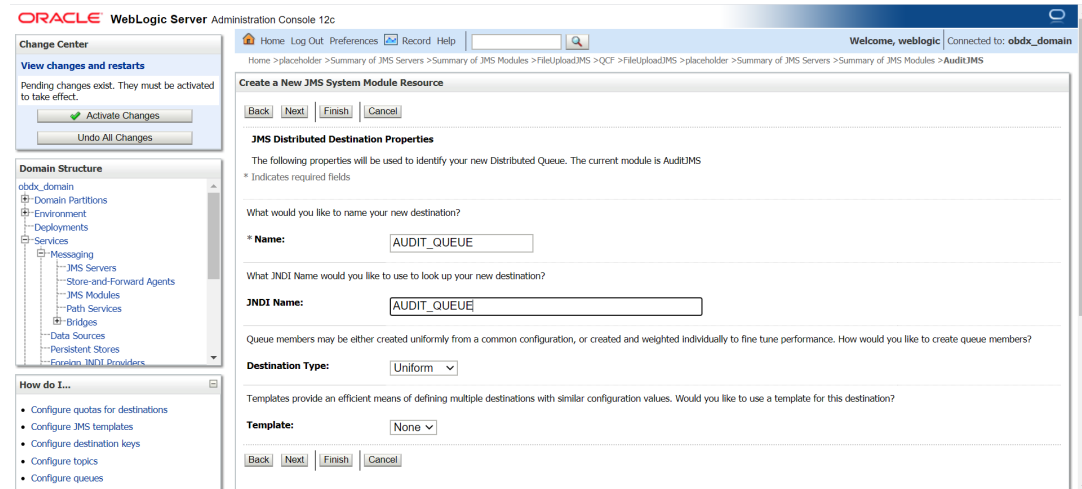 ORACLE WebLogic Server Administration Console 12c
Change Center
View changes and restarts
Pending changes exist. They must be activated
to take effect.
Activate Changes
Undo All Changes
Domain Structure
obdx_domain
Domain Partitions
Environment
Deployments
Services
Messaging
JMS Servers
Store-and-Forward Agents
JMS Modules
Path Services
Bridges
Data Sources
Persistent Stores
Foreign JNDI Providers
How do I...
Configure quotas for destinations
Configure JMS templates
Configure destination keys
Configure topics
Configure queues
Home Log Out Preferences Record Help
Welcome, weblogic Connected to: obdx_domain
Home >placeholder >Summary of JMS Servers >Summary of JMS Modules >FileUploadJMS >QCF >FileUploadJMS >placeholder >Summary of JMS Servers >Summary of JMS Modules >AuditJMS
Create a New JMS System Module Resource
Back Next Finish Cancel
JMS Distributed Destination Properties
The following properties will be used to identify your new Distributed Queue. The current module is AuditJMS
* Indicates required fields
What would you like to name your new destination?
* Name: AUDIT_QUEUE
What JNDI Name would you like to use to look up your new destination?
JNDI Name: AUDIT_QUEUE
Queue members may be either created uniformly from a common configuration, or created and weighted individually to fine tune performance. How would you like to create queue members?
Destination Type: Uniform
Templates provide an efficient means of defining multiple destinations with similar configuration values. Would you like to use a template for this destination?
Template: None
Back Next Finish Cancel